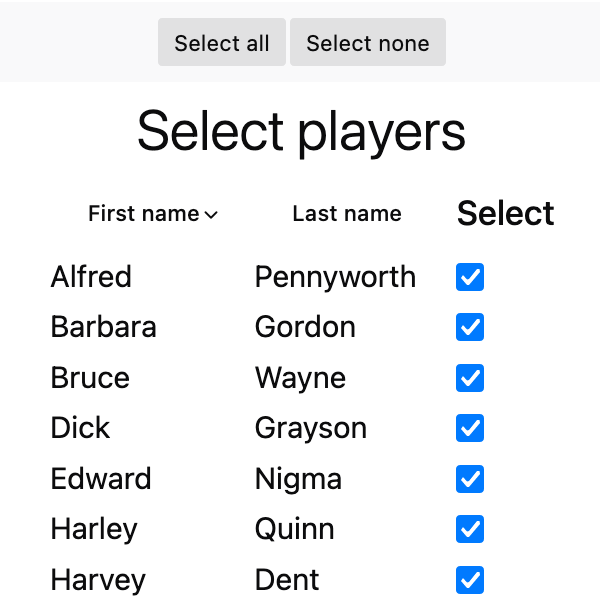 Select all Select none
Select players
First name Last name Select
Alfred Pennyworth
Barbara Gordon
Bruce Wayne
Dick Grayson
Edward Nigma
Harley Quinn
Harvey Dent